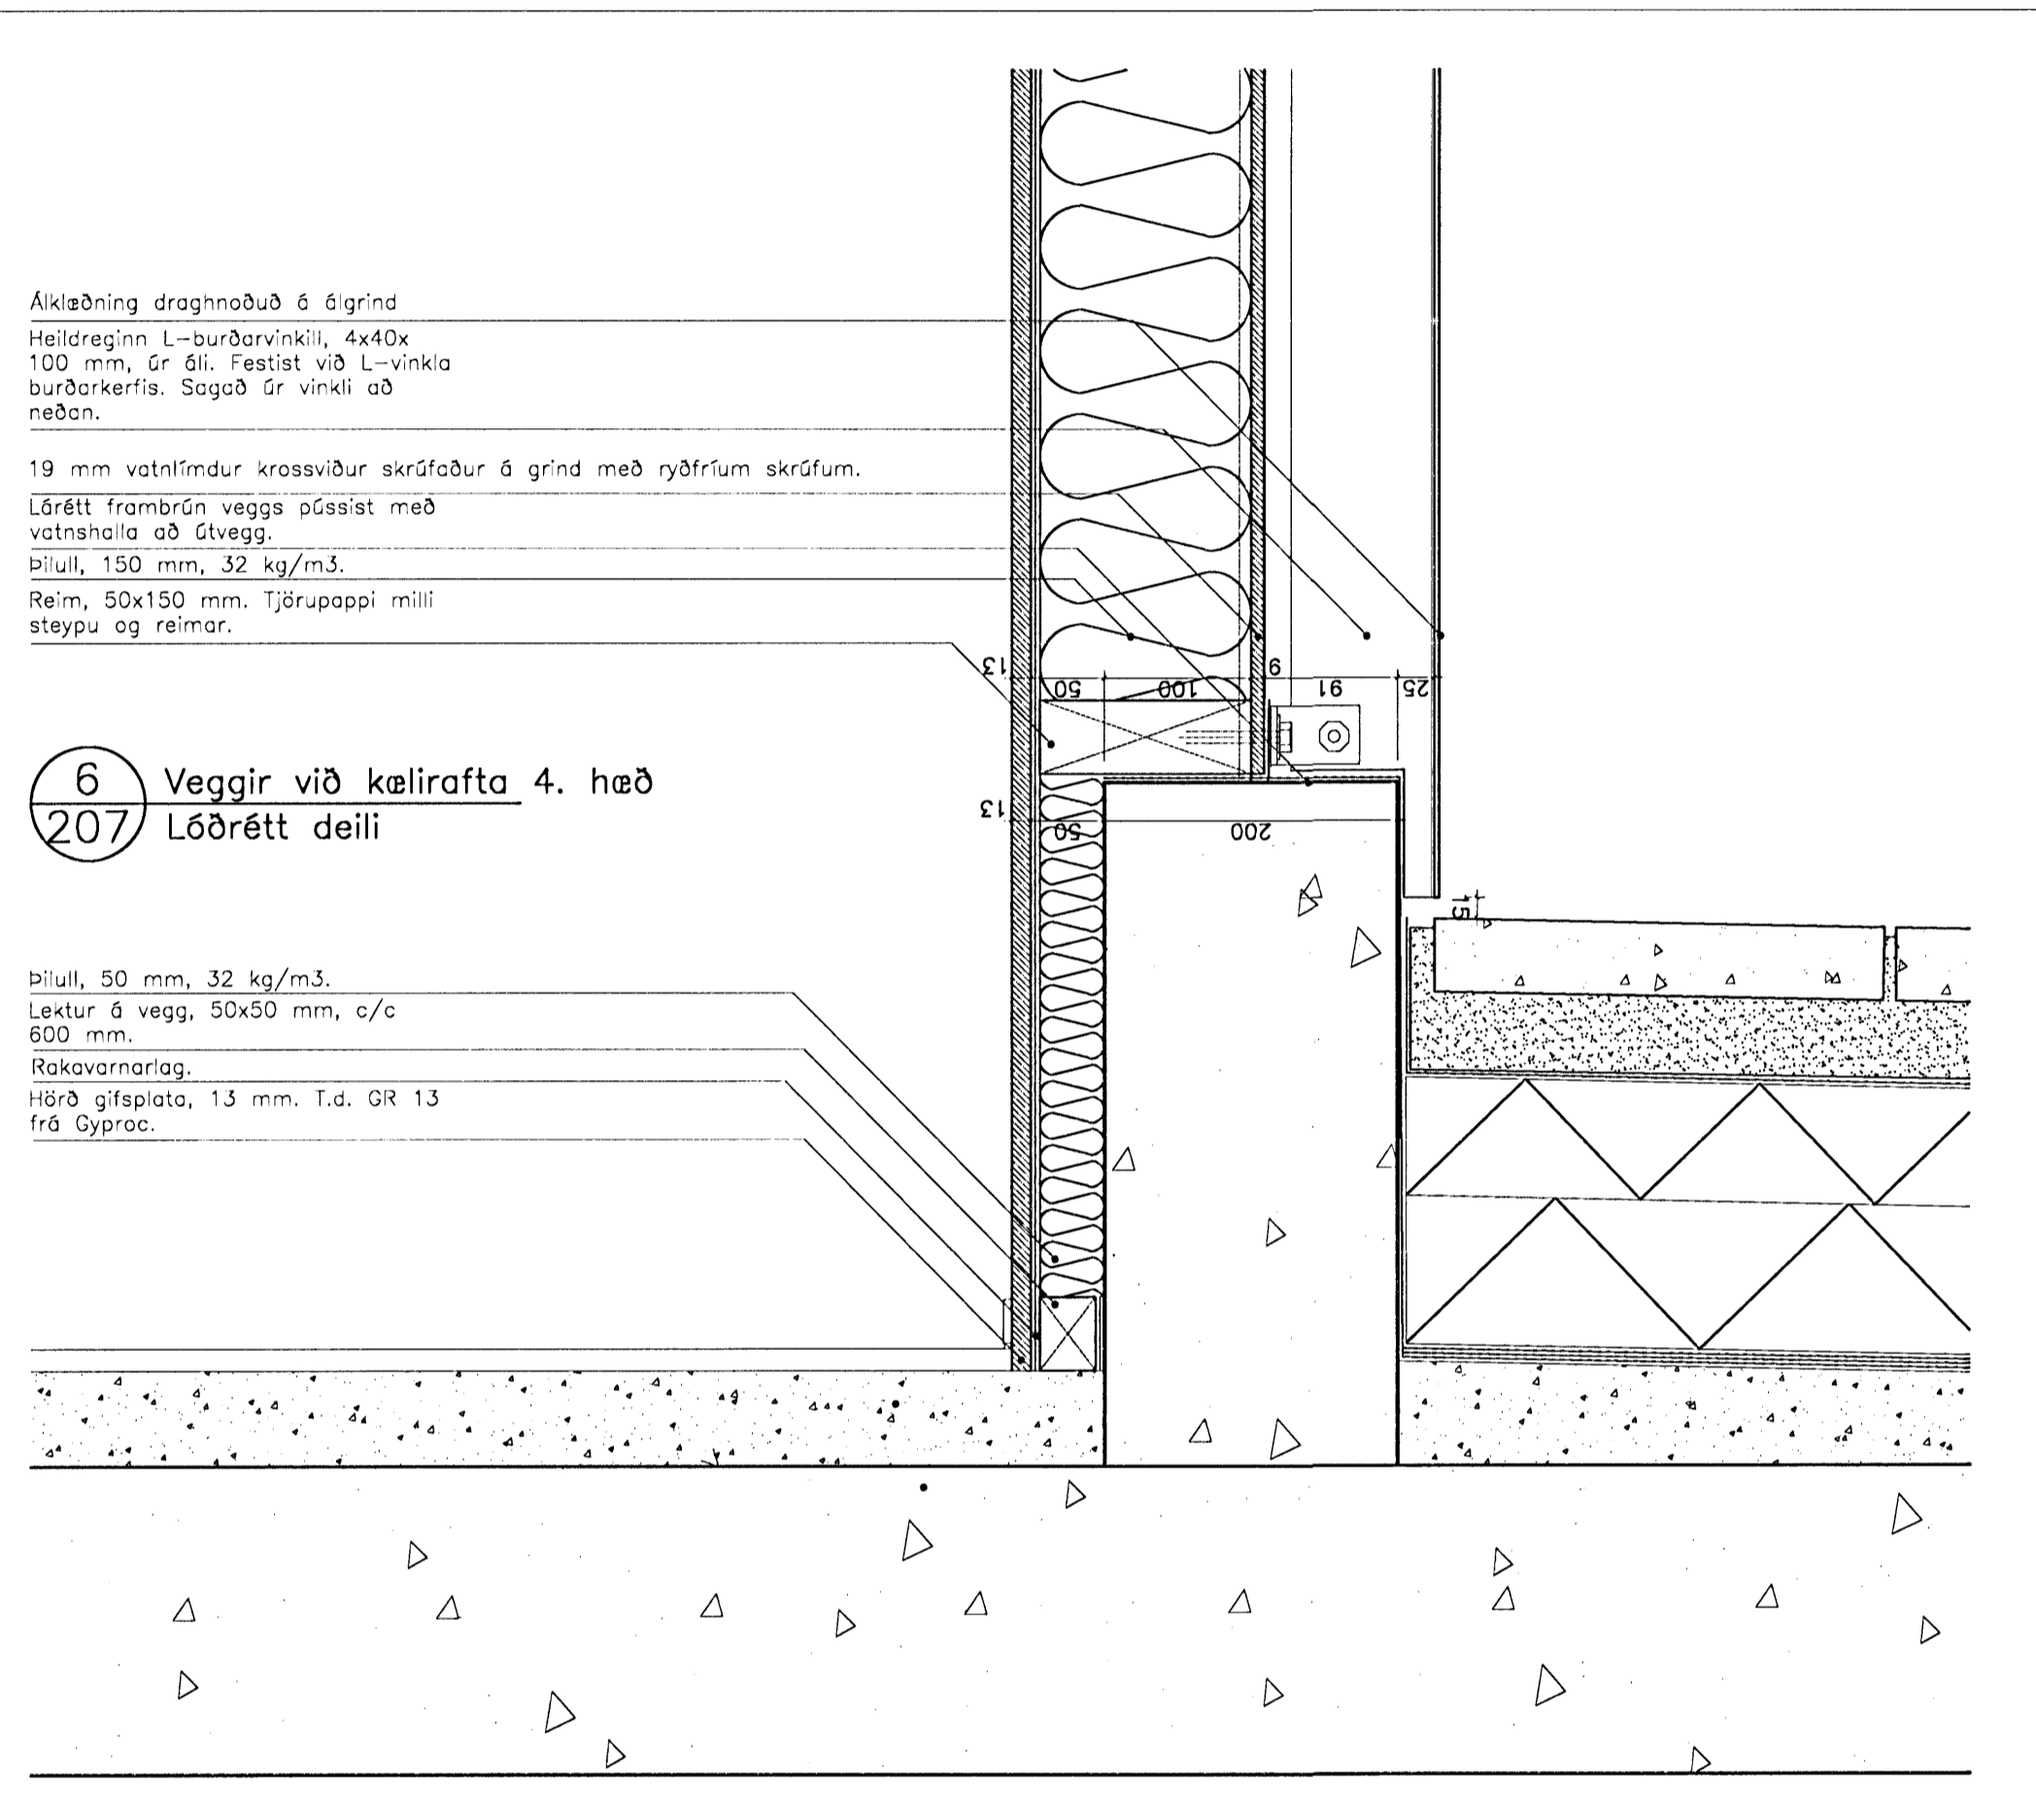 Álklæðning draghnoðuð á álgrind
Heildreginn L-burðarvinkill, 4x40x
100 mm, úr áli. Festist við L-vinkla
burðarkerfis. Sagað úr vinkli að
neðan.
19 mm vatnlímdur krossviður skrúfaður á grind með ryðfríum skrúfum.
Lárétt frambrún veggs pússist með
vatnshalla að útvegg.
Þilull, 150 mm, 32 kg/m3.
Reim, 50x150 mm. Tjörupappi milli
steypu og reimar.
13
50
100
9
91
25
6
207
Veggir við kælirafta 4. hæð
Lóðrétt deili
13
50
200
15
Þilull, 50 mm, 32 kg/m3.
Lektur á vegg, 50x50 mm, c/c
600 mm.
Rakavarnarlag.
Hörð gifsplata, 13 mm. T.d. GR 13
frá Gyproc.